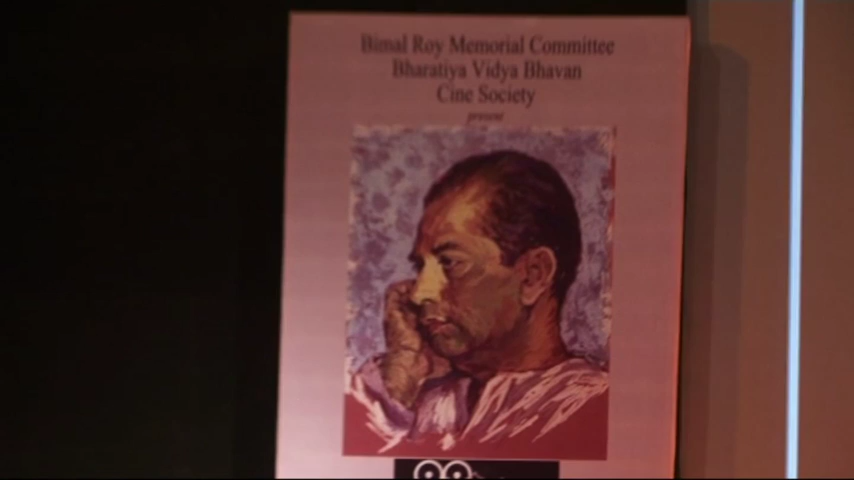 Bimal Roy Memorial Committee
Bharatiya Vidya Bhavan
Cine Society
present